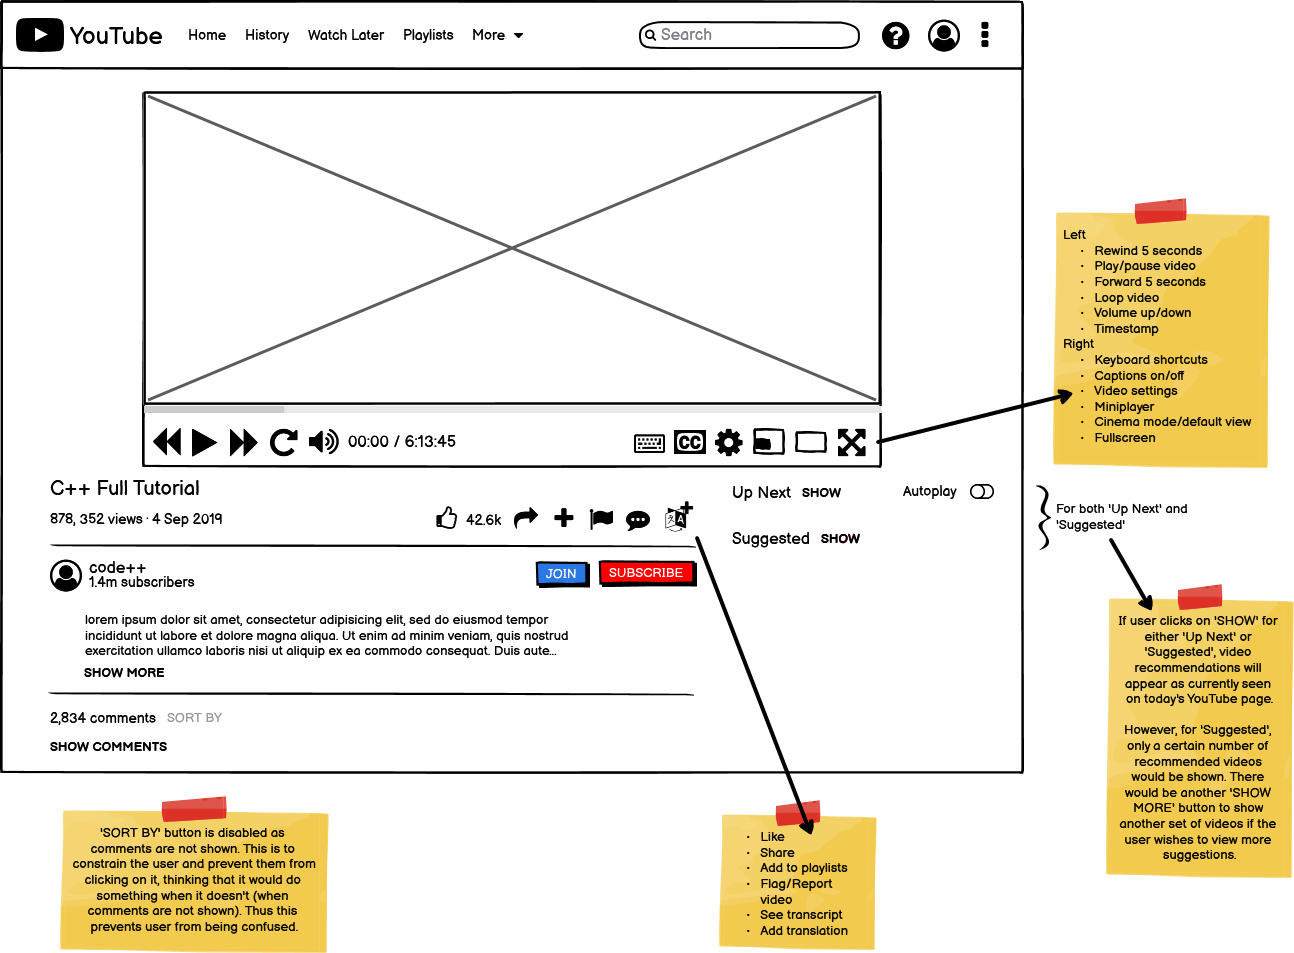 YouTube Home History Watch Later Playlists More Search
Left
• Rewind 5 seconds
• Play/pause video
• Forward 5 seconds
• Loop video
• Volume up/down
• Timestamp
Right
• Keyboard shortcuts
• Captions on/off
• Video settings
• Miniplayer
• Cinema mode/default view
• Fullscreen
00:00 / 6:13:45 CC
C++ Full Tutorial
878, 352 views · 4 Sep 2019
42.6k
Up Next SHOW Autoplay
Suggested SHOW
For both 'Up Next' and
'Suggested'
code++
1.4m subscribers
JOIN SUBSCRIBE
lorem ipsum dolor sit amet, consectetur adipisicing elit, sed do eiusmod tempor
incididunt ut labore et dolore magna aliqua. Ut enim ad minim veniam, quis nostrud
exercitation ullamco laboris nisi ut aliquip ex ea commodo consequat. Duis aute...
SHOW MORE
2,834 comments SORT BY
SHOW COMMENTS
If user clicks on 'SHOW' for
either 'Up Next' or
'Suggested', video
recommendations will
appear as currently seen
on today's YouTube page.
However, for 'Suggested',
only a certain number of
recommended videos
would be shown. There
would be another 'SHOW
MORE' button to show
another set of videos if the
user wishes to view more
suggestions.
'SORT BY' button is disabled as
comments are not shown. This is to
constrain the user and prevent them from
clicking on it, thinking that it would do
something when it doesn't (when
comments are not shown). Thus this
prevents user from being confused.
• Like
• Share
• Add to playlists
• Flag/Report
video
• See transcript
• Add translation